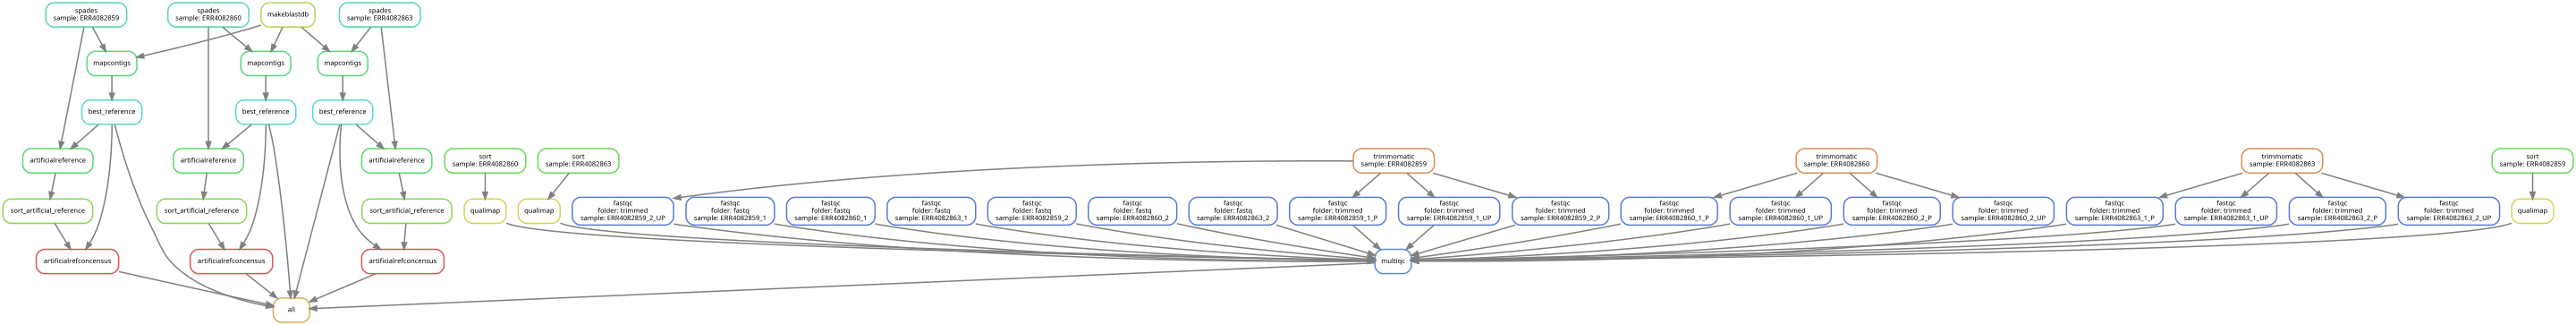 spades
sample: ERR4082859
spades
sample: ERR4082860
makeblastdb
spades
sample: ERR4082863
mapcontigs
mapcontigs
mapcontigs
best_reference
best_reference
best_reference
artificialreference
artificialreference
artificialreference
sort
sample: ERR4082860
sort
sample: ERR4082863
trimmomatic
sample: ERR4082859
trimmomatic
sample: ERR4082860
trimmomatic
sample: ERR4082863
sort
sample: ERR4082859
sort_artificial_reference
sort_artificial_reference
sort_artificial_reference
qualimap
qualimap
fastqc
folder: trimmed
sample: ERR4082859_2_UP
fastqc
folder: fastq
sample: ERR4082859_1
fastqc
folder: fastq
sample: ERR4082860_1
fastqc
folder: fastq
sample: ERR4082863_1
fastqc
folder: fastq
sample: ERR4082859_2
fastqc
folder: fastq
sample: ERR4082860_2
fastqc
folder: fastq
sample: ERR4082863_2
fastqc
folder: trimmed
sample: ERR4082859_1_P
fastqc
folder: trimmed
sample: ERR4082859_1_UP
fastqc
folder: trimmed
sample: ERR4082859_2_P
fastqc
folder: trimmed
sample: ERR4082860_1_P
fastqc
folder: trimmed
sample: ERR4082860_1_UP
fastqc
folder: trimmed
sample: ERR4082860_2_P
fastqc
folder: trimmed
sample: ERR4082860_2_UP
fastqc
folder: trimmed
sample: ERR4082863_1_P
fastqc
folder: trimmed
sample: ERR4082863_1_UP
fastqc
folder: trimmed
sample: ERR4082863_2_P
fastqc
folder: trimmed
sample: ERR4082863_2_UP
qualimap
artificialrefconcensus
artificialrefconcensus
artificialrefconcensus
multiqc
all